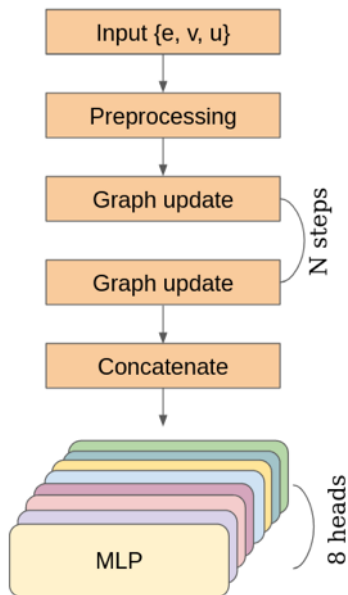 Input {e, v, u}
Preprocessing
Graph update
N steps
Graph update
Concatenate
8 heads
MLP